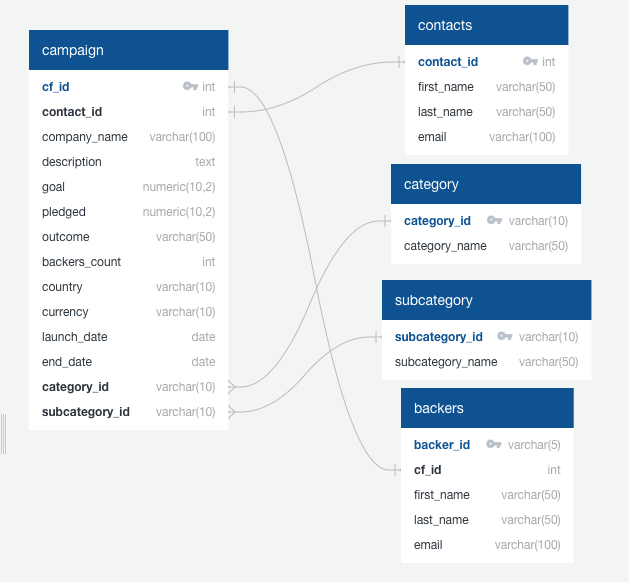 campaign
cf_id int
contact_id int
company_name varchar(100)
description text
goal numeric(10,2)
pledged numeric(10,2)
outcome varchar(50)
backers_count int
country varchar(10)
currency varchar(10)
launch_date date
end_date date
category_id varchar(10)
subcategory_id varchar(10)
contacts
contact_id int
first_name varchar(50)
last_name varchar(50)
email varchar(100)
category
category_id varchar(10)
category_name varchar(50)
subcategory
subcategory_id varchar(10)
subcategory_name varchar(50)
backers
backer_id varchar(5)
cf_id int
first_name varchar(50)
last_name varchar(50)
email varchar(100)